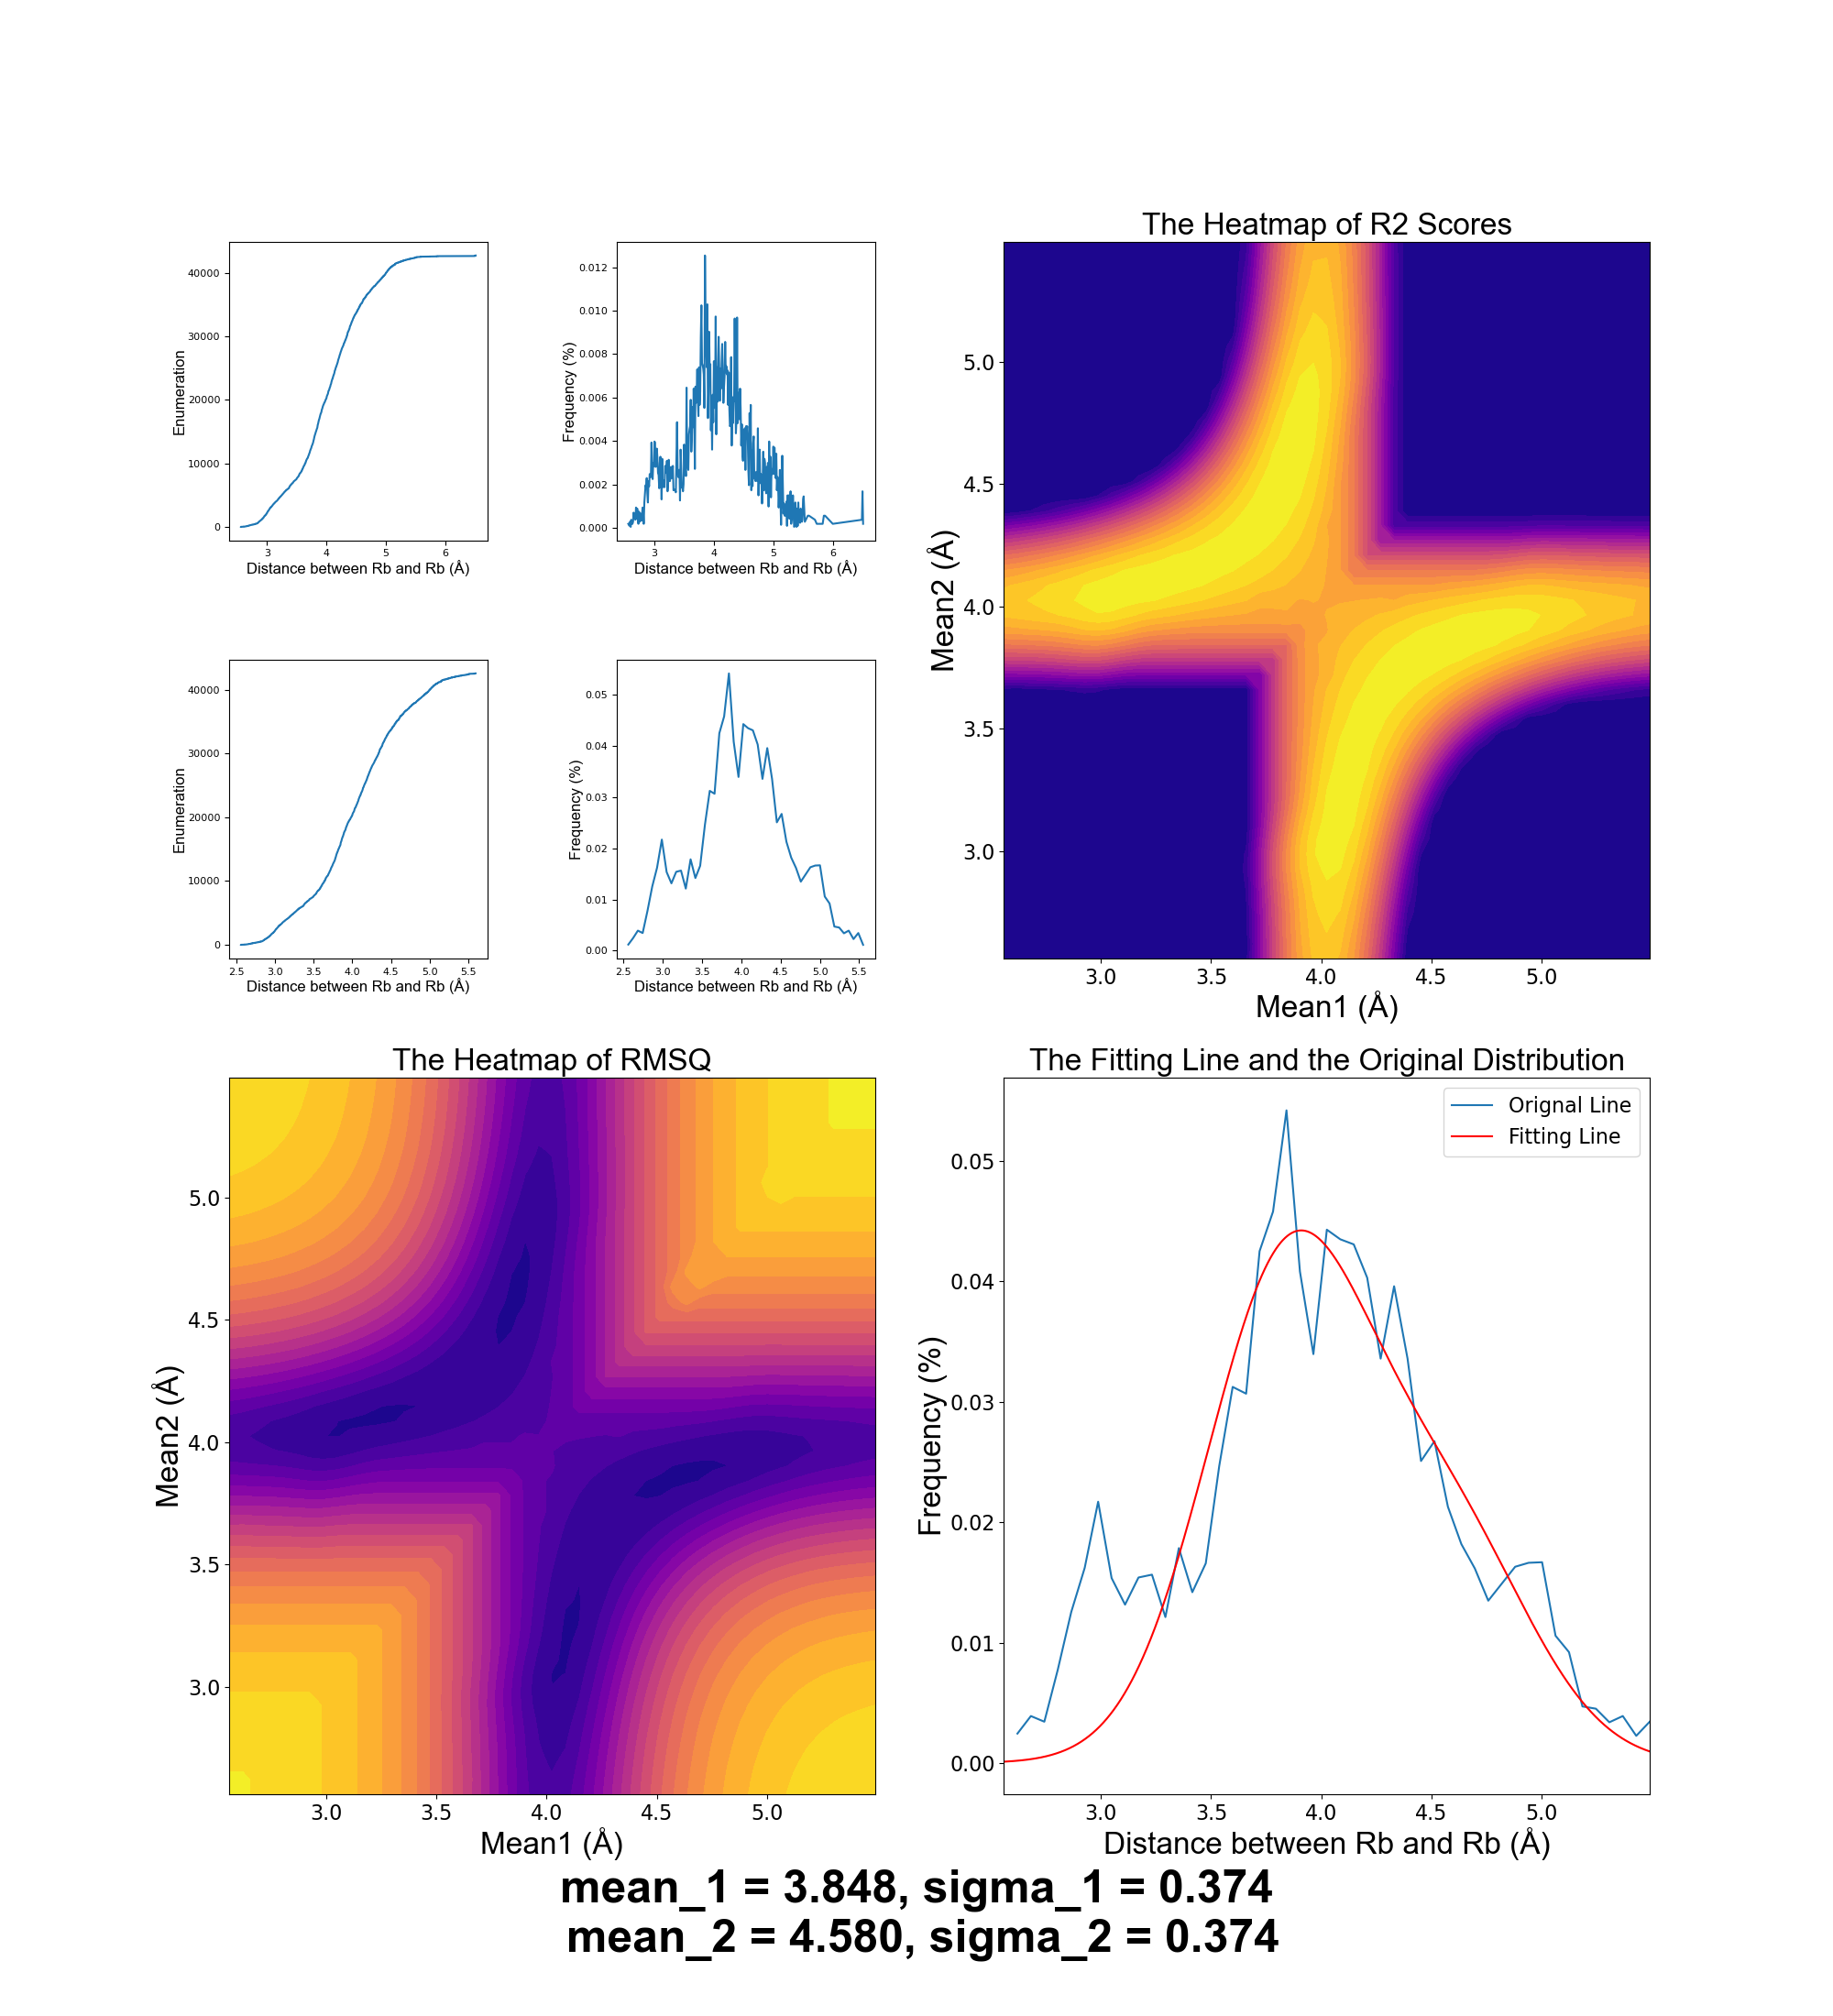 40000
30000
20000
10000
0
3 4 5 6
Enumeration
Distance between Rb and Rb (Å)
0.012
0.010
0.008
0.006
0.004
0.002
0.000
3 4 5 6
Frequency (%)
Distance between Rb and Rb (Å)
40000
30000
20000
10000
0
2.5 3.0 3.5 4.0 4.5 5.0 5.5
Enumeration
Distance between Rb and Rb (Å)
0.05
0.04
0.03
0.02
0.01
0.00
2.5 3.0 3.5 4.0 4.5 5.0 5.5
Frequency (%)
Distance between Rb and Rb (Å)
The Heatmap of R2 Scores
5.0
4.5
4.0
3.5
3.0
3.0 3.5 4.0 4.5 5.0
Mean2 (Å)
Mean1 (Å)
The Heatmap of RMSQ
5.0
4.5
4.0
3.5
3.0
3.0 3.5 4.0 4.5 5.0
Mean2 (Å)
Mean1 (Å)
The Fitting Line and the Original Distribution
Orignal Line
Fitting Line
0.05
0.04
0.03
0.02
0.01
0.00
3.0 3.5 4.0 4.5 5.0
Frequency (%)
Distance between Rb and Rb (Å)
mean_1 = 3.848, sigma_1 = 0.374
mean_2 = 4.580, sigma_2 = 0.374